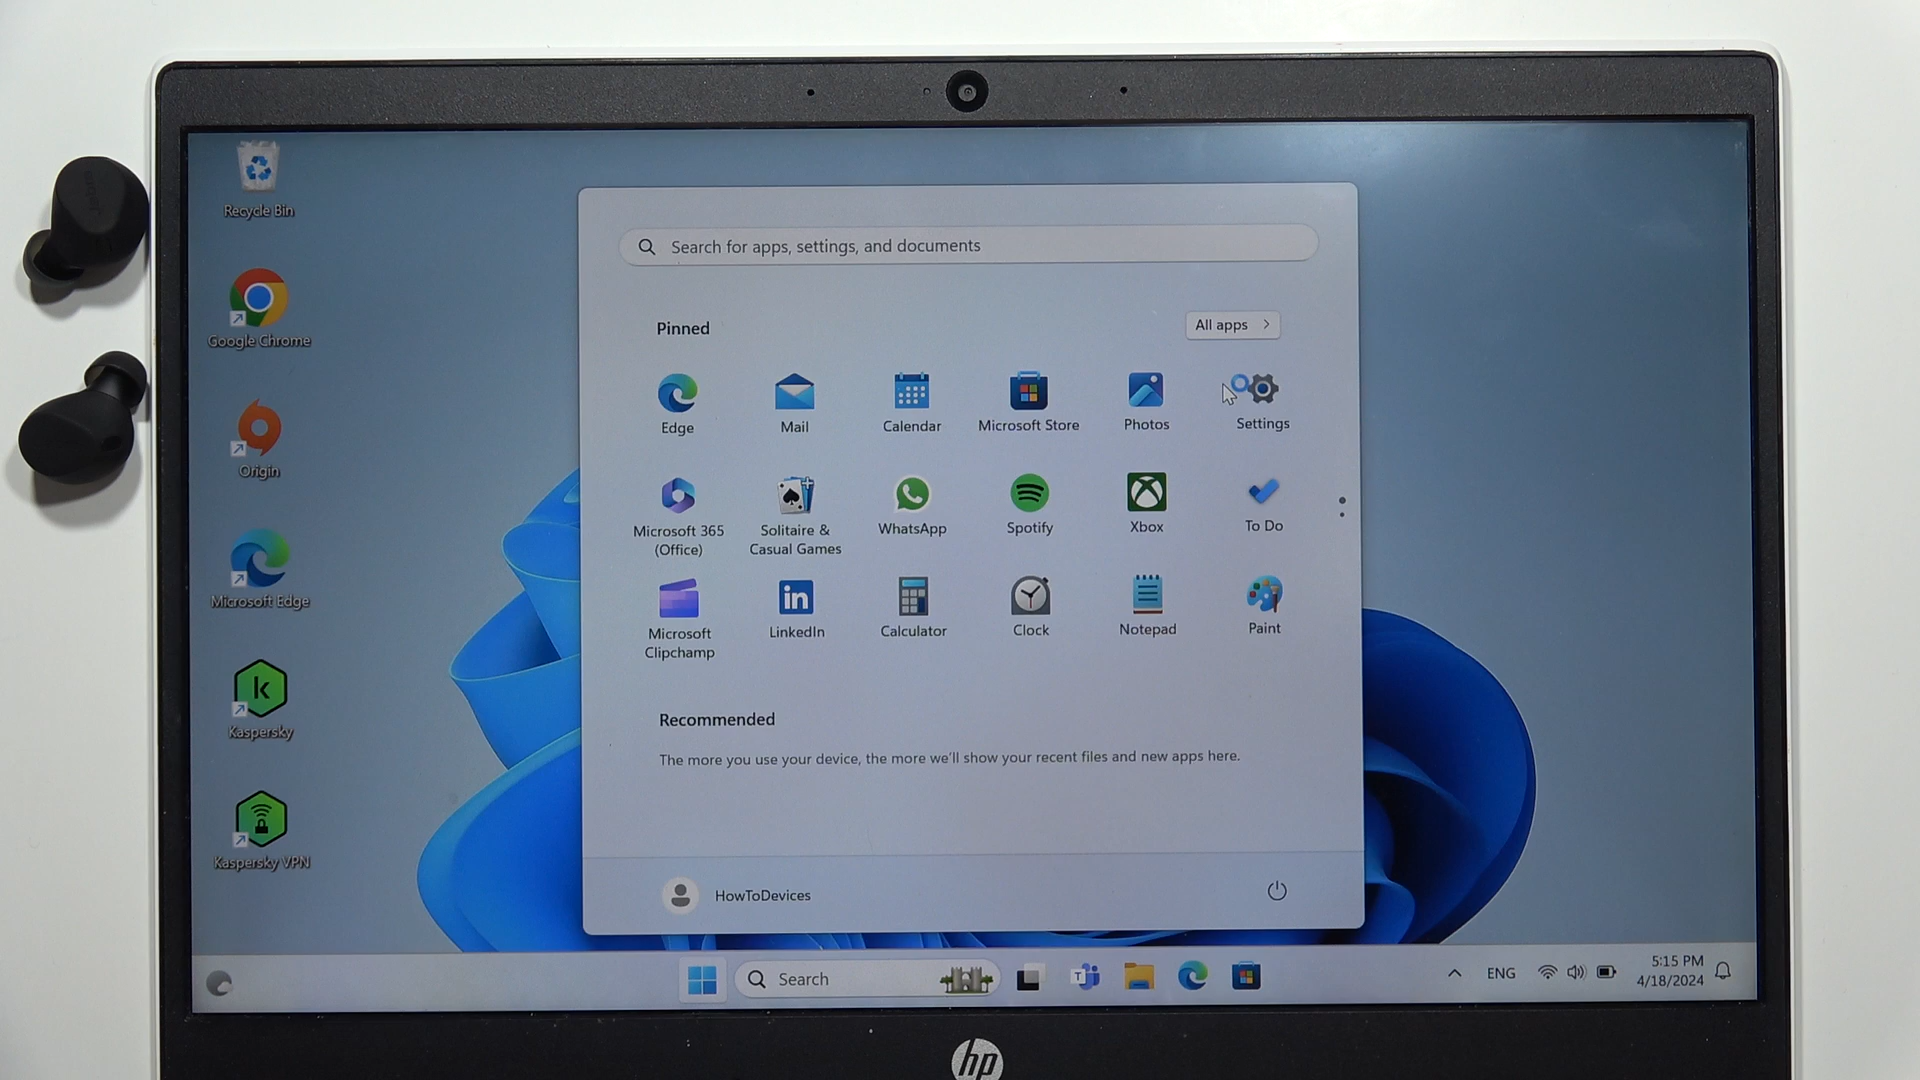 Recycle Bin
Google Chrome
Origin
Microsoft Edge
Kaspersky
Kaspersky VPN
Search for apps, settings, and documents
Pinned
All apps
Edge
Mail
Calendar
Microsoft Store
Photos
Settings
Microsoft 365
(Office)
Solitaire &
Casual Games
WhatsApp
Spotify
Xbox
To Do
Microsoft
Clipchamp
LinkedIn
Calculator
Clock
Notepad
Paint
Recommended
The more you use your device, the more we'll show your recent files and new apps here.
HowToDevices
Search
ENG
5:15 PM
4/18/2024
hp